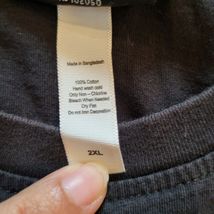 102050
Made in Bangladesh
100% Cotton
Hand wash cold
Only Non - Chlorine
Bleach When Needed
Dry Flat
Do not Iron Decoration
2XL